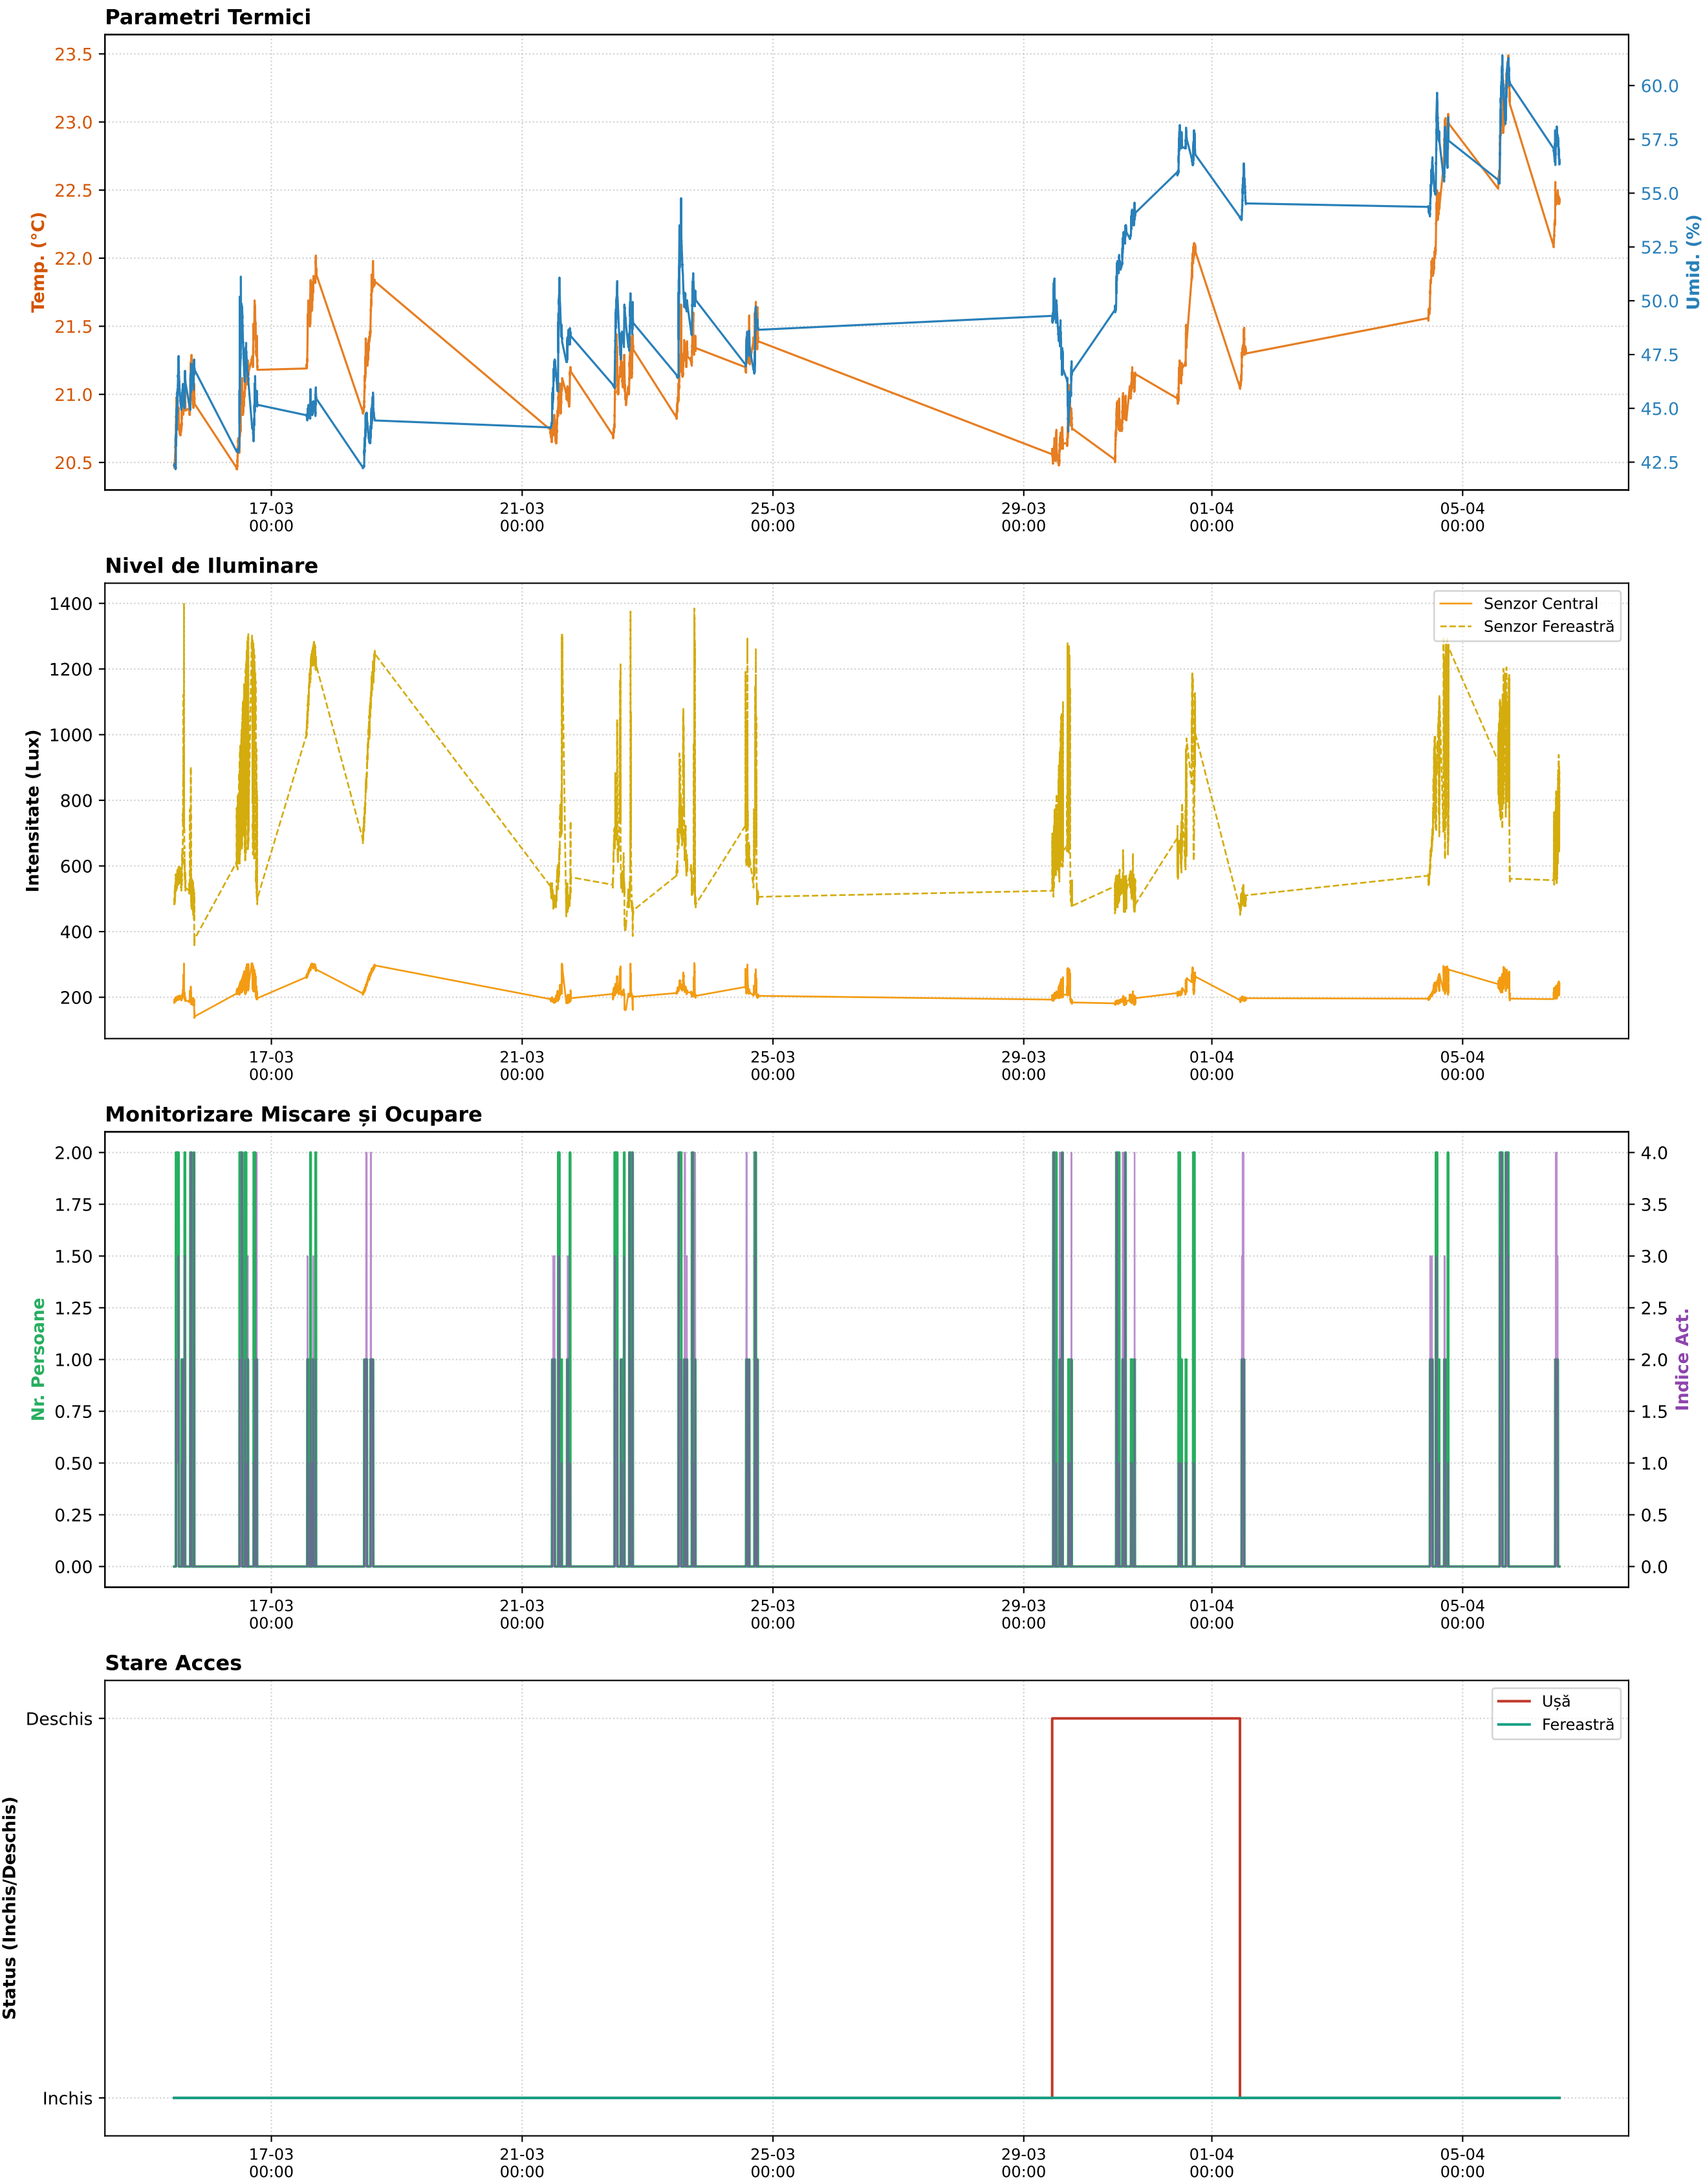 Parametri Termici
23.5
23.0
22.5
22.0
21.5
21.0
20.5
Temp. (°C)
60.0
57.5
55.0
52.5
50.0
47.5
45.0
42.5
Umid. (%)
17-03 21-03 25-03 29-03 01-04 05-04
00:00 00:00 00:00 00:00 00:00 00:00
Nivel de Iluminare
1400
1200
1000
800
600
400
200
Intensitate (Lux)
Senzor Central
Senzor Fereastră
17-03 21-03 25-03 29-03 01-04 05-04
00:00 00:00 00:00 00:00 00:00 00:00
Monitorizare Miscare și Ocupare
2.00
1.75
1.50
1.25
1.00
0.75
0.50
0.25
0.00
Nr. Persoane
4.0
3.5
3.0
2.5
2.0
1.5
1.0
0.5
0.0
Indice Act.
17-03 21-03 25-03 29-03 01-04 05-04
00:00 00:00 00:00 00:00 00:00 00:00
Stare Acces
Deschis
Inchis
Status (Inchis/Deschis)
Ușă
Fereastră
17-03 21-03 25-03 29-03 01-04 05-04
00:00 00:00 00:00 00:00 00:00 00:00